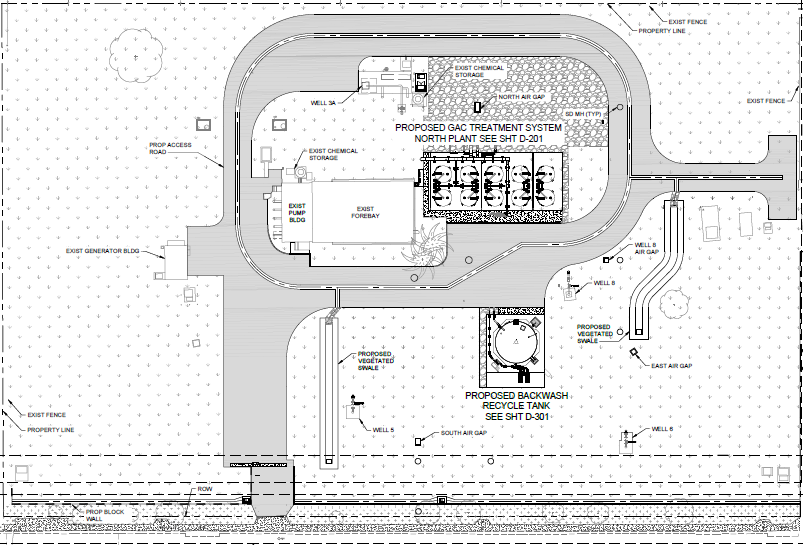 EXIST FENCE
PROPERTY LINE
EXIST CHEMICAL
STORAGE
WELL 3A
NORTH AIR GAP
EXIST FENCE
SD MH (TYP)
PROPOSED GAC TREATMENT SYSTEM
NORTH PLANT SEE SHT D-201
PROP ACCESS
ROAD
EXIST CHEMICAL
STORAGE
EXIST
PUMP
BLDG
EXIST
FOREBAY
EXIST GENERATOR BLDG
WELL 8
AIR GAP
WELL 8
PROPOSED
VEGETATED
SWALE
PROPOSED
VEGETATED
SWALE
EAST AIR GAP
PROPOSED BACKWASH
RECYCLE TANK
SEE SHT D-301
EXIST FENCE
PROPERTY LINE
WELL 5
SOUTH AIR GAP
WELL 6
ROW
PROP BLOCK
WALL